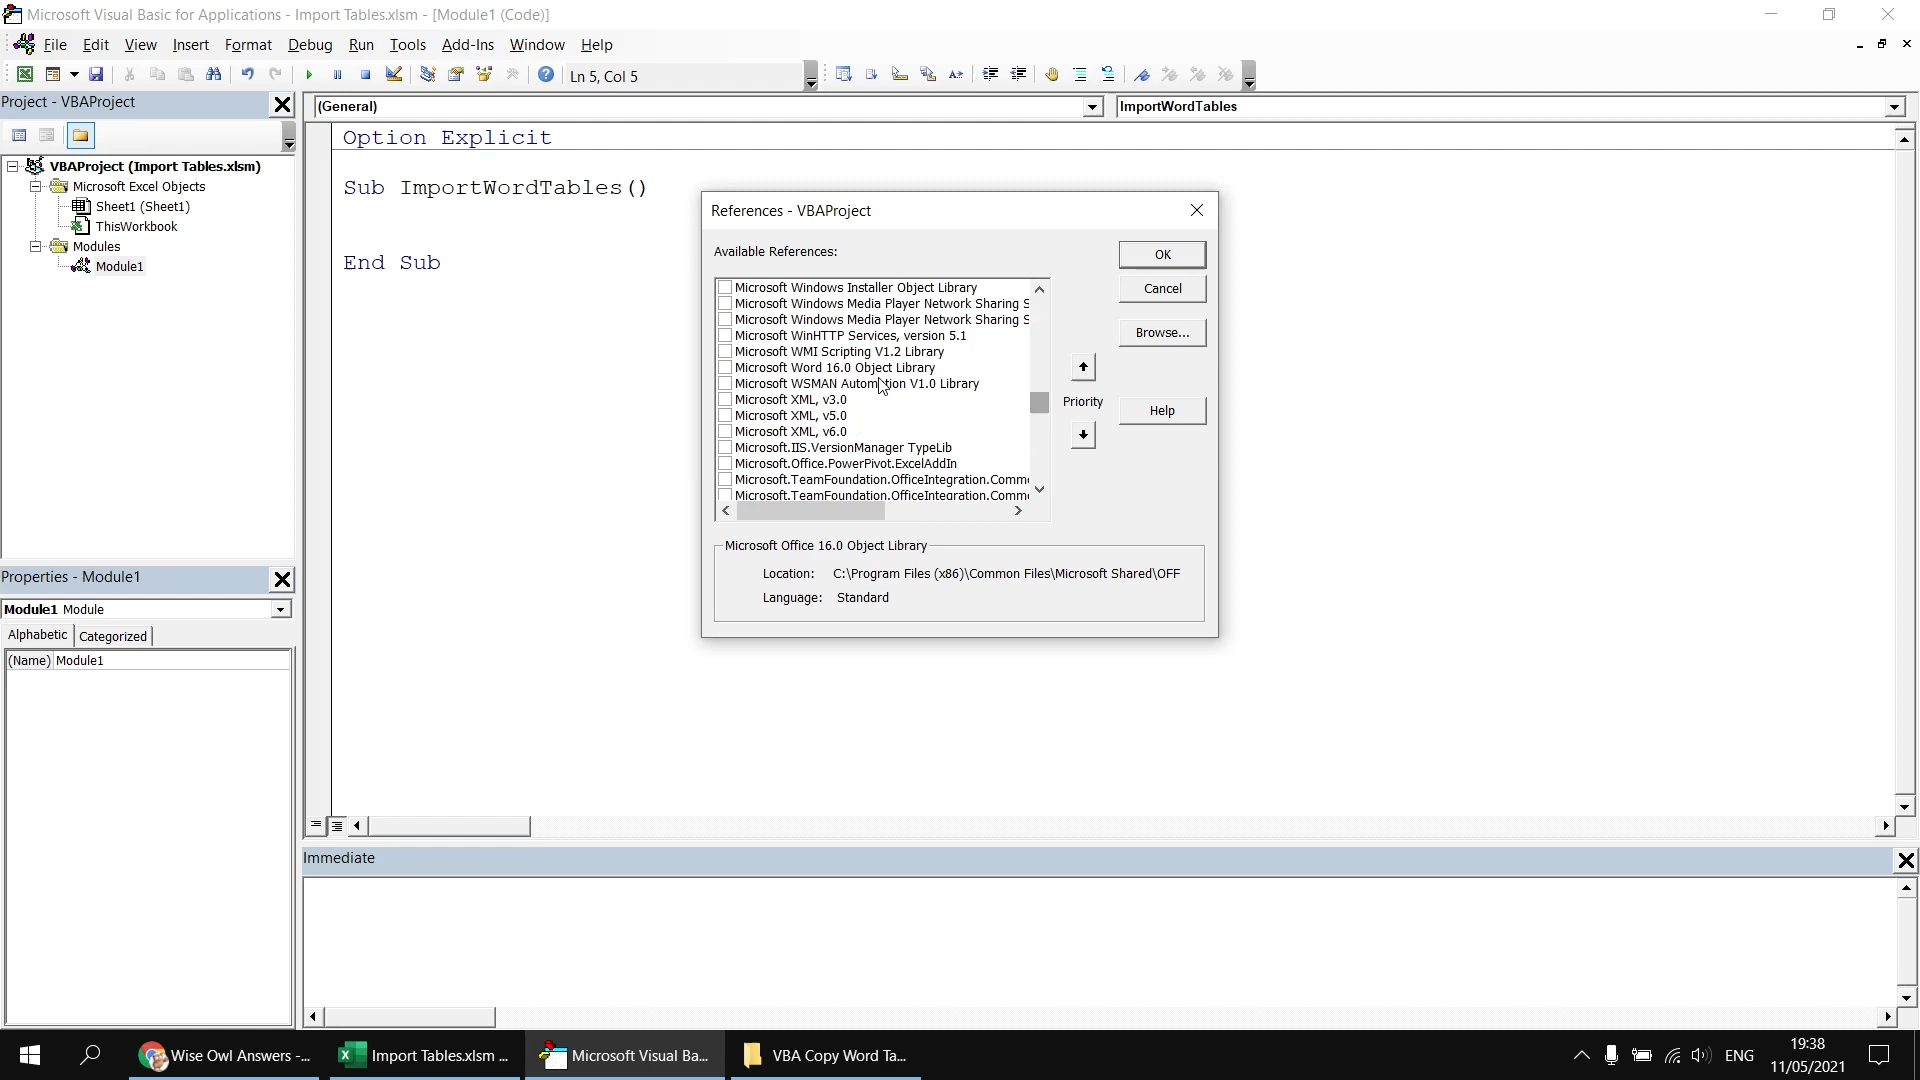 Microsoft Visual Basic for Applications - Import Tables.xlsm - [Module1 (Code)]
File Edit View Insert Format Debug Run Tools Add-Ins Window Help
Ln 5, Col 5
Project - VBAProject
(General)
ImportWordTables
VBAProject (Import Tables.xlsm)
Microsoft Excel Objects
Sheet1 (Sheet1)
ThisWorkbook
Modules
Module1
Option Explicit
Sub ImportWordTables()
End Sub
References - VBAProject
Available References:
OK
Cancel
Browse...
Priority
Help
Microsoft Windows Installer Object Library
Microsoft Windows Media Player Network Sharing S
Microsoft Windows Media Player Network Sharing S
Microsoft WinHTTP Services, version 5.1
Microsoft WMI Scripting V1.2 Library
Microsoft Word 16.0 Object Library
Microsoft WSMAN Automation V1.0 Library
Microsoft XML, v3.0
Microsoft XML, v5.0
Microsoft XML, v6.0
Microsoft.IIS.VersionManager TypeLib
Microsoft.Office.PowerPivot.ExcelAddIn
Microsoft.TeamFoundation.OfficeIntegration.Comm
Microsoft.TeamFoundation.OfficeIntegration.Comm
Microsoft Office 16.0 Object Library
Location: C:\Program Files (x86)\Common Files\Microsoft Shared\OFF
Language: Standard
Properties - Module1
Module1 Module
Alphabetic Categorized
(Name) Module1
Immediate
Wise Owl Answers -...
Import Tables.xlsm ...
Microsoft Visual Ba...
VBA Copy Word Ta...
ENG
19:38
11/05/2021